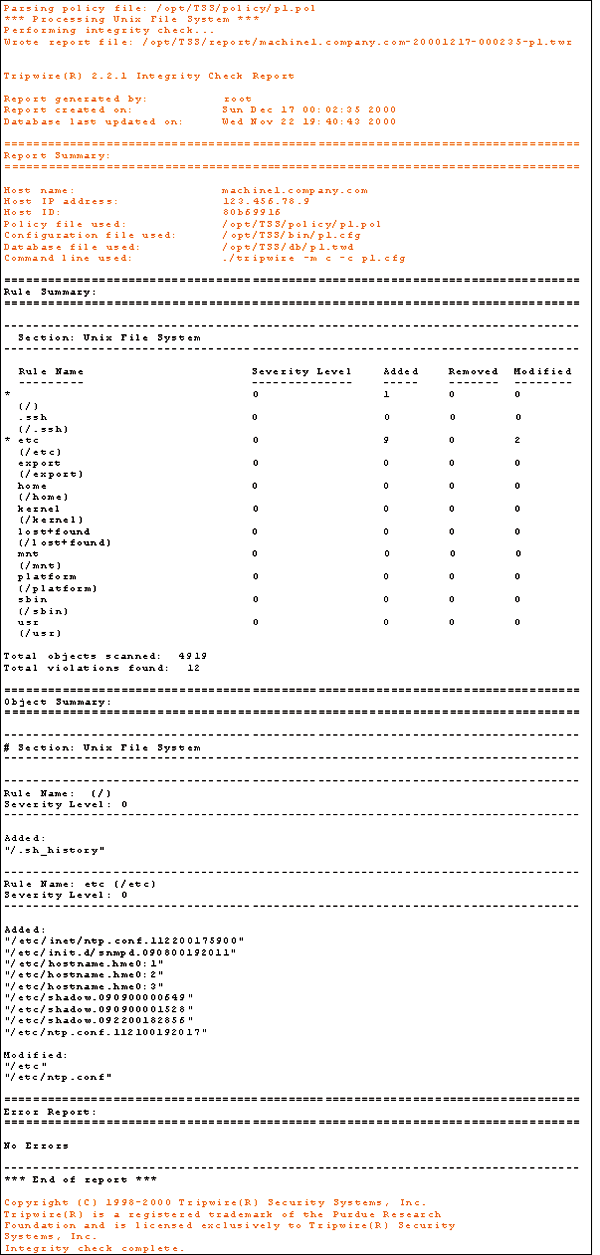 Parsing policy file: /opt/TSS/policy/p1.pol
*** Processing Unix File System ***
Performing integrity check...
Wrote report file: /opt/TSS/report/machine1.company.com-20001217-000235-p1.twr
Tripwire(R) 2.2.1 Integrity Check Report
Report generated by: root
Report created on: Sun Dec 17 00:02:35 2000
Database last updated on: Wed Nov 22 19:40:43 2000
===============================================================================
Report Summary:
===============================================================================
Host name: machine1.company.com
Host IP address: 123.456.78.9
Host ID: 80b69916
Policy file used: /opt/TSS/policy/p1.pol
Configuration file used: /opt/TSS/bin/p1.cfg
Database file used: /opt/TSS/db/p1.twd
Command line used: ./tripwire -m c -c p1.cfg
===============================================================================
Rule Summary:
===============================================================================
-------------------------------------------------------------------------------
Section: Unix File System
-------------------------------------------------------------------------------
Rule Name Severity Level Added Removed Modified
--------- -------------- ----- ------- --------
* 0 1 0 0
(/)
.ssh 0 0 0 0
(/.ssh)
* etc 0 9 0 2
(/etc)
export 0 0 0 0
(/export)
home 0 0 0 0
(/home)
kernel 0 0 0 0
(/kernel)
lost+found 0 0 0 0
(/lost+found)
mnt 0 0 0 0
(/mnt)
platform 0 0 0 0
(/platform)
sbin 0 0 0 0
(/sbin)
usr 0 0 0 0
(/usr)
Total objects scanned: 4919
Total violations found: 12
===============================================================================
Object Summary:
===============================================================================
-------------------------------------------------------------------------------
# Section: Unix File System
-------------------------------------------------------------------------------
-------------------------------------------------------------------------------
Rule Name: (/)
Severity Level: 0
-------------------------------------------------------------------------------
Added:
"/.sh_history"
-------------------------------------------------------------------------------
Rule Name: etc (/etc)
Severity Level: 0
-------------------------------------------------------------------------------
Added:
"/etc/inet/ntp.conf.112200175900"
"/etc/init.d/snmpd.090800192011"
"/etc/hostname.hme0:1"
"/etc/hostname.hme0:2"
"/etc/hostname.hme0:3"
"/etc/shadow.090900000649"
"/etc/shadow.090900001528"
"/etc/shadow.092200182856"
"/etc/ntp.conf.112100192017"
Modified:
"/etc"
"/etc/ntp.conf"
===============================================================================
Error Report:
===============================================================================
No Errors
-------------------------------------------------------------------------------
*** End of report ***
Copyright (C) 1998-2000 Tripwire(R) Security Systems, Inc.
Tripwire(R) is a registered trademark of the Purdue Research
Foundation and is licensed exclusively to Tripwire(R) Security
Systems, Inc.
Integrity check complete.